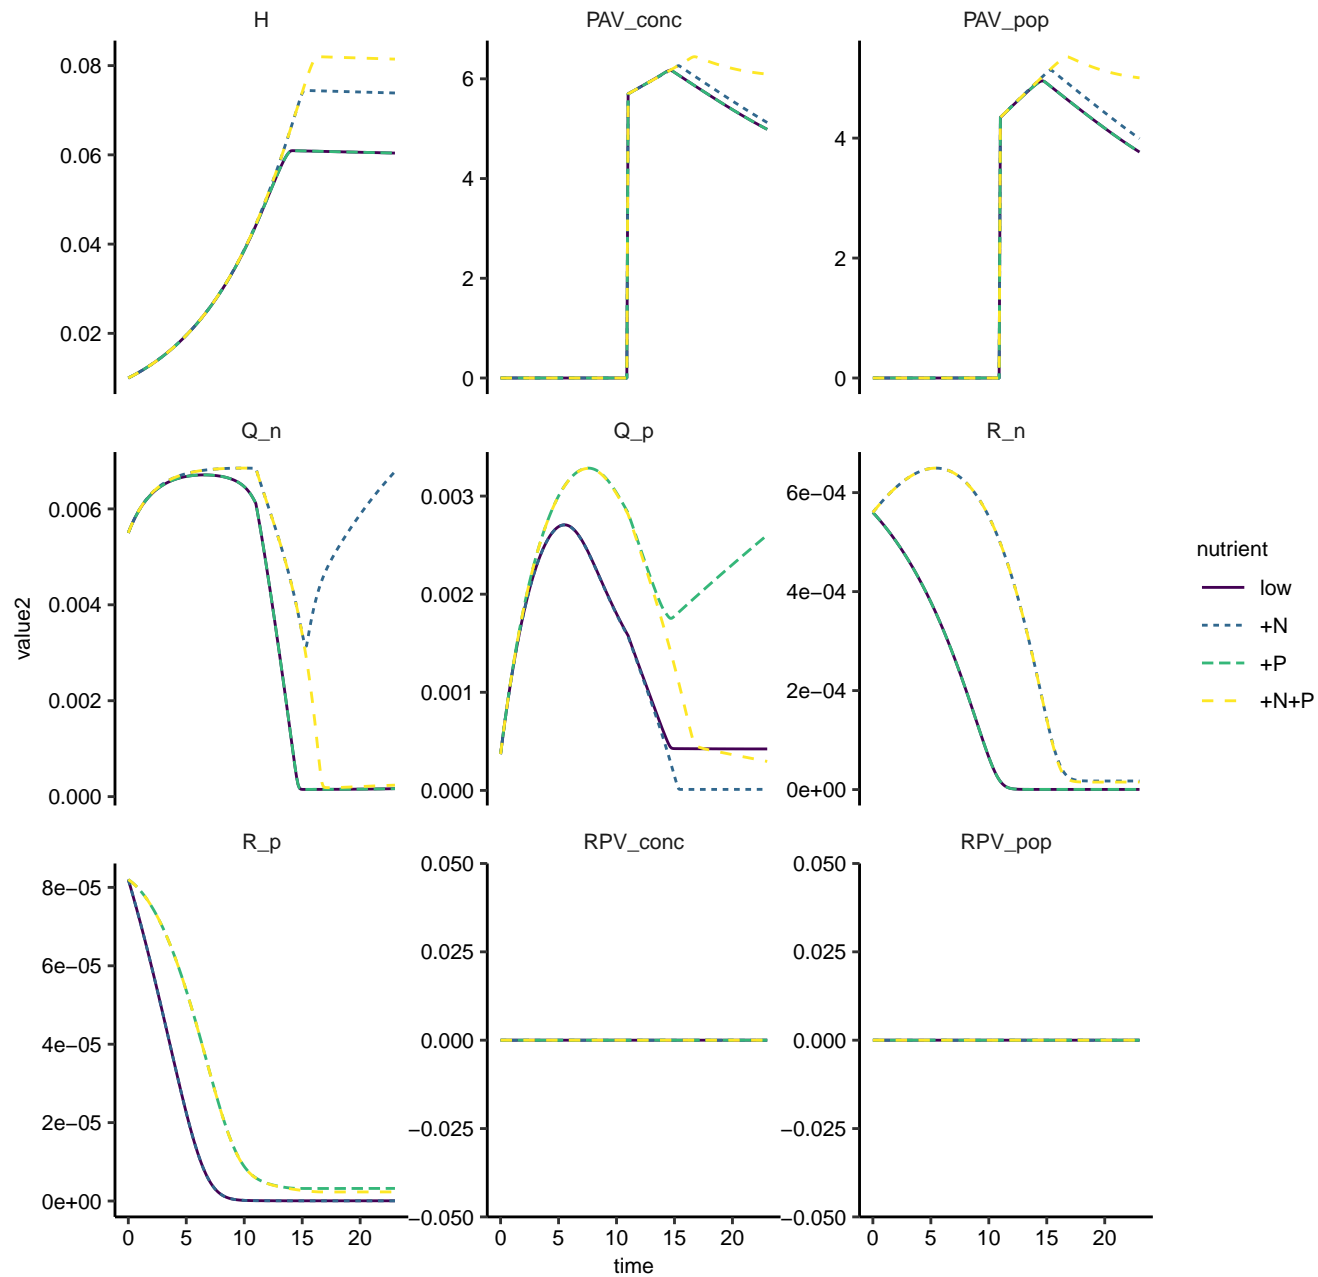 H
PAV_conc
PAV_pop
0.08
0.06
0.04
0.02
6
4
2
0
4
2
0
Q_n
Q_p
R_n
0.006
0.004
0.002
0.000
0.003
0.002
0.001
0.000
6e−04
4e−04
2e−04
0e+00
R_p
RPV_conc
RPV_pop
8e−05
6e−05
4e−05
2e−05
0e+00
0.050
0.025
0.000
−0.025
−0.050
0.050
0.025
0.000
−0.025
−0.050
0 5 10 15 20
0 5 10 15 20
0 5 10 15 20
time
value2
nutrient
low
+N
+P
+N+P